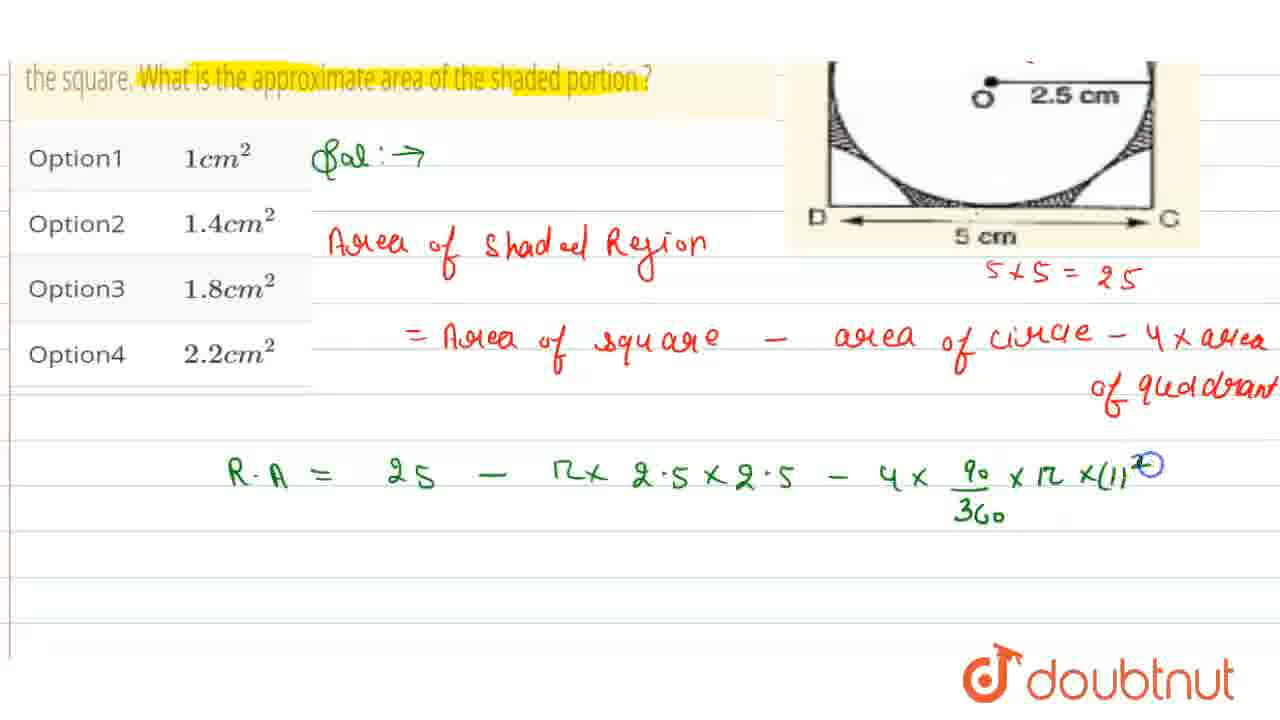 the square. What is the approximate area of the shaded portion ?
O 2.5 cm
D C
5 cm
Option1 1cm²
Option2 1.4cm²
Option3 1.8cm²
Option4 2.2cm²
Sol :→
Area of shaded Region
5 × 5 = 25
= Area of square - area of circle - 4 × area
of quadrant
R.A = 25 - π × 2.5 × 2.5 - 4 × 90/360 × π × (1)²
doubtnut